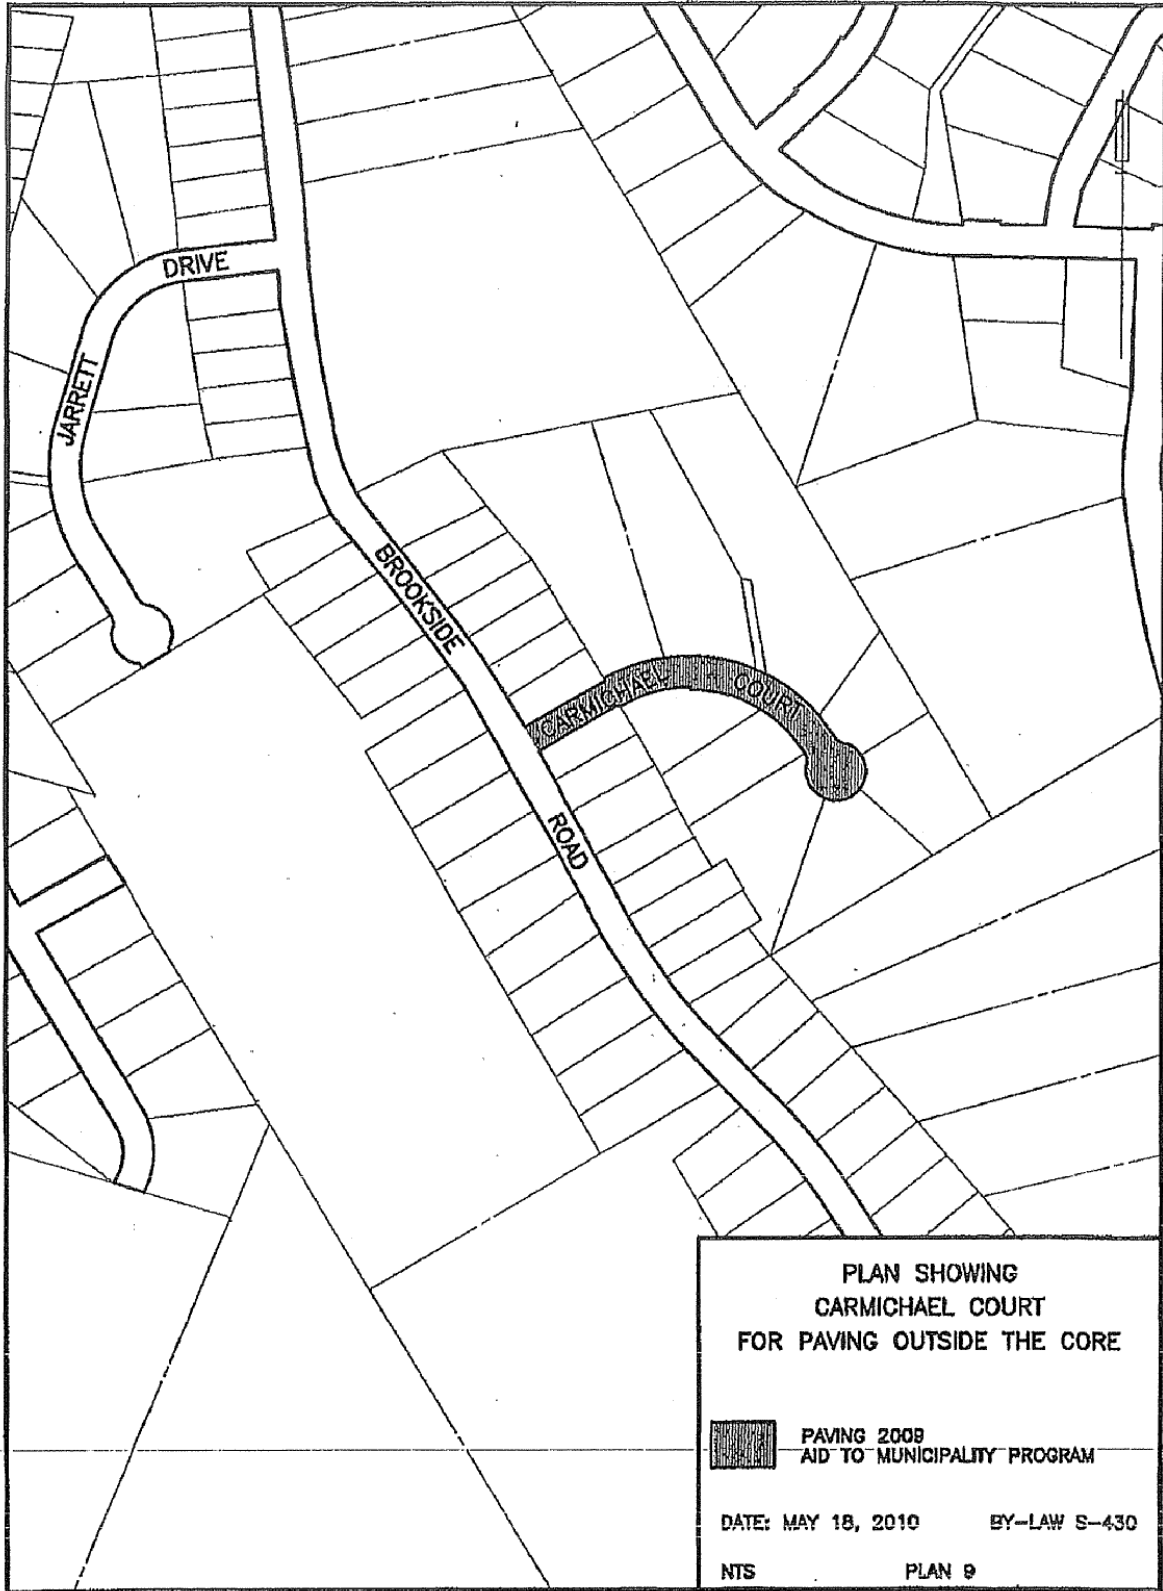 DRIVE
JARRETT
BROOKSIDE
CARMICHAEL COURT
ROAD
PLAN SHOWING
CARMICHAEL COURT
FOR PAVING OUTSIDE THE CORE
PAVING 2009
AID TO MUNICIPALITY PROGRAM
DATE: MAY 18, 2010 BY-LAW S-430
NTS PLAN 9